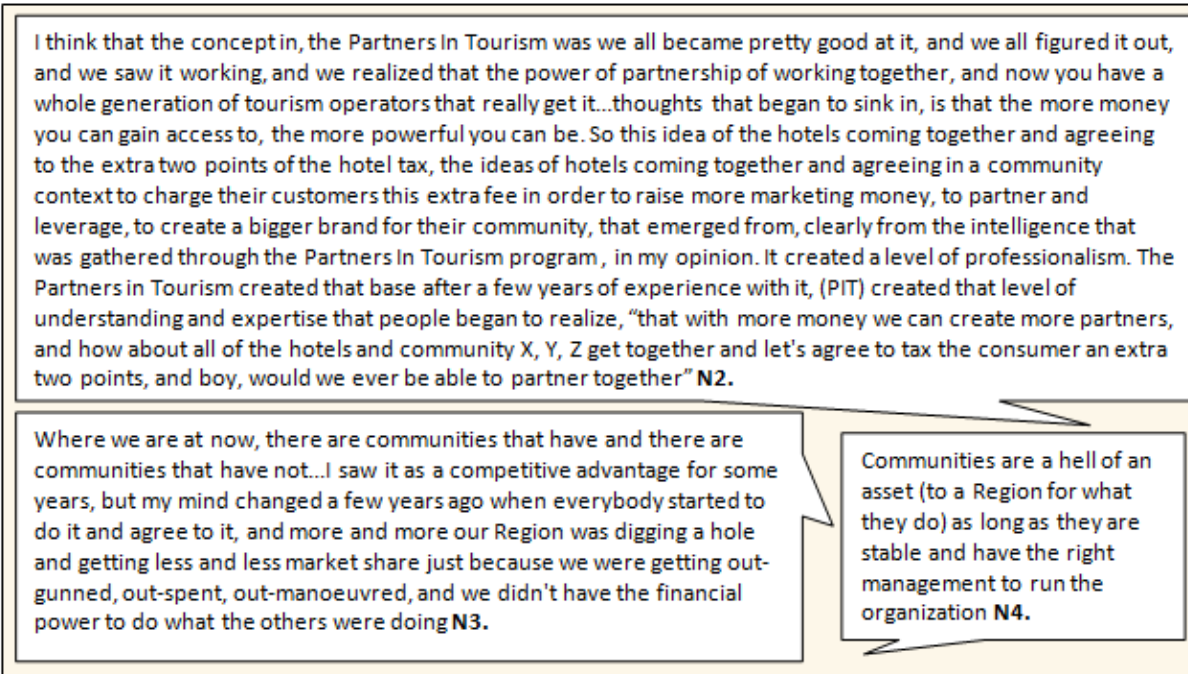 I think that the concept in, the Partners In Tourism was we all became pretty good at it, and we all figured it out,
and we saw it working, and we realized that the power of partnership of working together, and now you have a
whole generation of tourism operators that really get it...thoughts that began to sink in, is that the more money
you can gain access to, the more powerful you can be. So this idea of the hotels coming together and agreeing
to the extra two points of the hotel tax, the ideas of hotels coming together and agreeing in a community
context to charge their customers this extra fee in order to raise more marketing money, to partner and
leverage, to create a bigger brand for their community, that emerged from, clearly from the intelligence that
was gathered through the Partners In Tourism program, in my opinion. It created a level of professionalism. The
Partners in Tourism created that base after a few years of experience with it, (PIT) created that level of
understanding and expertise that people began to realize, “that with more money we can create more partners,
and how about all of the hotels and community X, Y, Z get together and let's agree to tax the consumer an extra
two points, and boy, would we ever be able to partner together” N2.
Where we are at now, there are communities that have and there are
communities that have not...I saw it as a competitive advantage for some
years, but my mind changed a few years ago when everybody started to
do it and agree to it, and more and more our Region was digging a hole
and getting less and less market share just because we were getting out-
gunned, out-spent, out-manoeuvred, and we didn't have the financial
power to do what the others were doing N3.
Communities are a hell of an
asset (to a Region for what
they do) as long as they are
stable and have the right
management to run the
organization N4.